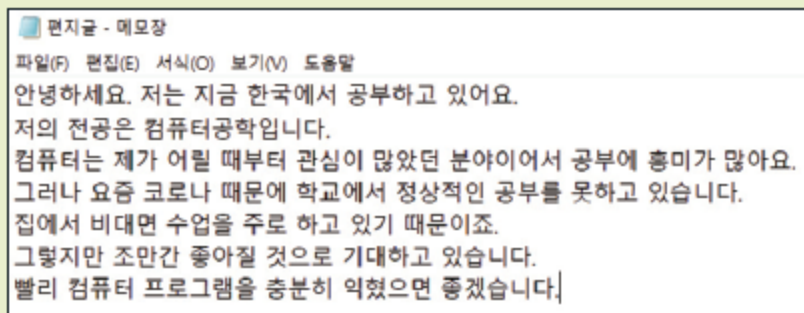 편지글 - 메모장
파일(F) 편집(E) 서식(O) 보기(V) 도움말
안녕하세요. 저는 지금 한국에서 공부하고 있어요.
저의 전공은 컴퓨터공학입니다.
컴퓨터는 제가 어릴 때부터 관심이 많았던 분야이어서 공부에 흥미가 많아요.
그러나 요즘 코로나 때문에 학교에서 정상적인 공부를 못하고 있습니다.
집에서 비대면 수업을 주로 하고 있기 때문이죠.
그렇지만 조만간 좋아질 것으로 기대하고 있습니다.
빨리 컴퓨터 프로그램을 충분히 익혔으면 좋겠습니다.